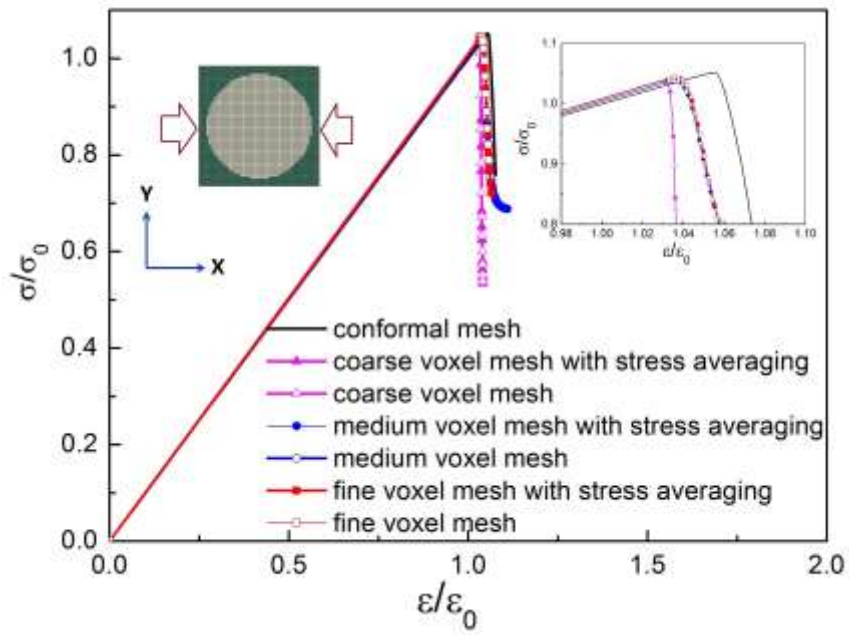 1.0
0.8
0.6
0.4
0.2
0.0
σ/σ0
0.0
0.5
1.0
1.5
2.0
ε/ε0
Y
X
conformal mesh
coarse voxel mesh with stress averaging
coarse voxel mesh
medium voxel mesh with stress averaging
medium voxel mesh
fine voxel mesh with stress averaging
fine voxel mesh
1.1
1.0
0.9
0.8
σ/σ0
0.98
1.00
1.02
1.04
1.06
1.08
1.10
ε/ε0